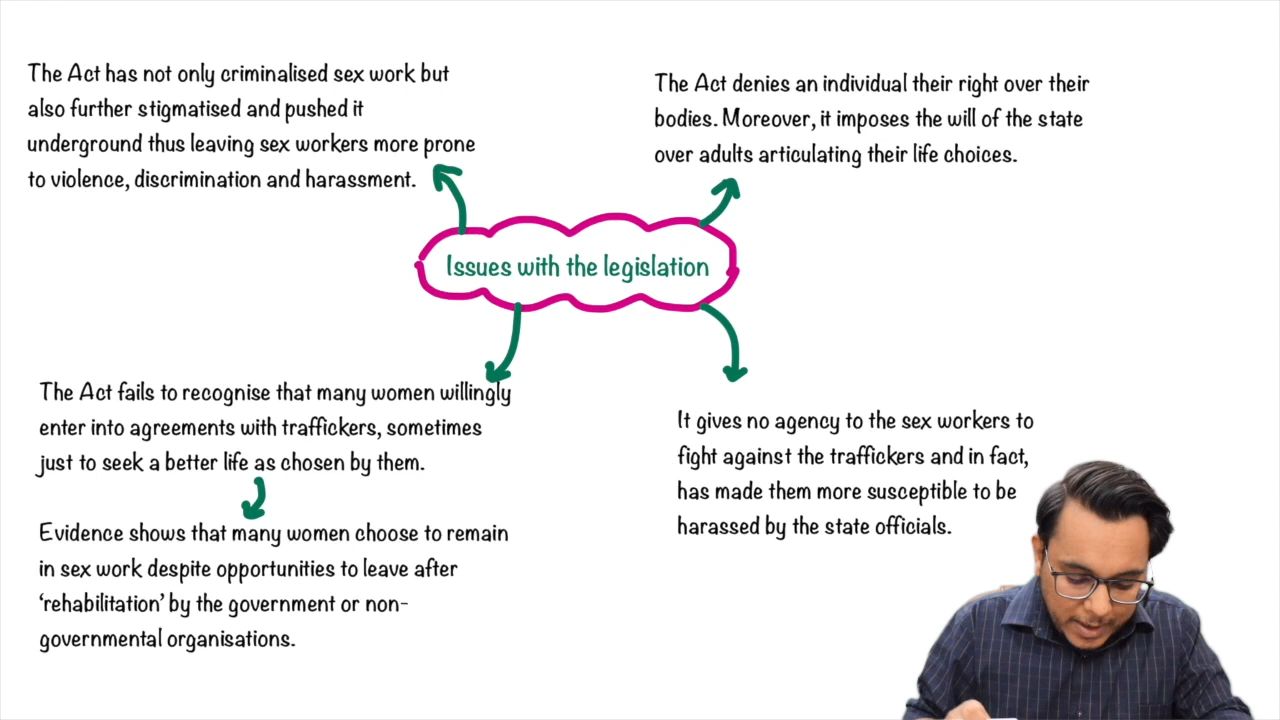 The Act has not only criminalised sex work but
also further stigmatised and pushed it
underground thus leaving sex workers more prone
to violence, discrimination and harassment.
The Act denies an individual their right over their
bodies. Moreover, it imposes the will of the state
over adults articulating their life choices.
Issues with the legislation
The Act fails to recognise that many women willingly
enter into agreements with traffickers, sometimes
just to seek a better life as chosen by them.
Evidence shows that many women choose to remain
in sex work despite opportunities to leave after
‘rehabilitation’ by the government or non-
governmental organisations.
It gives no agency to the sex workers to
fight against the traffickers and in fact,
has made them more susceptible to be
harassed by the state officials.